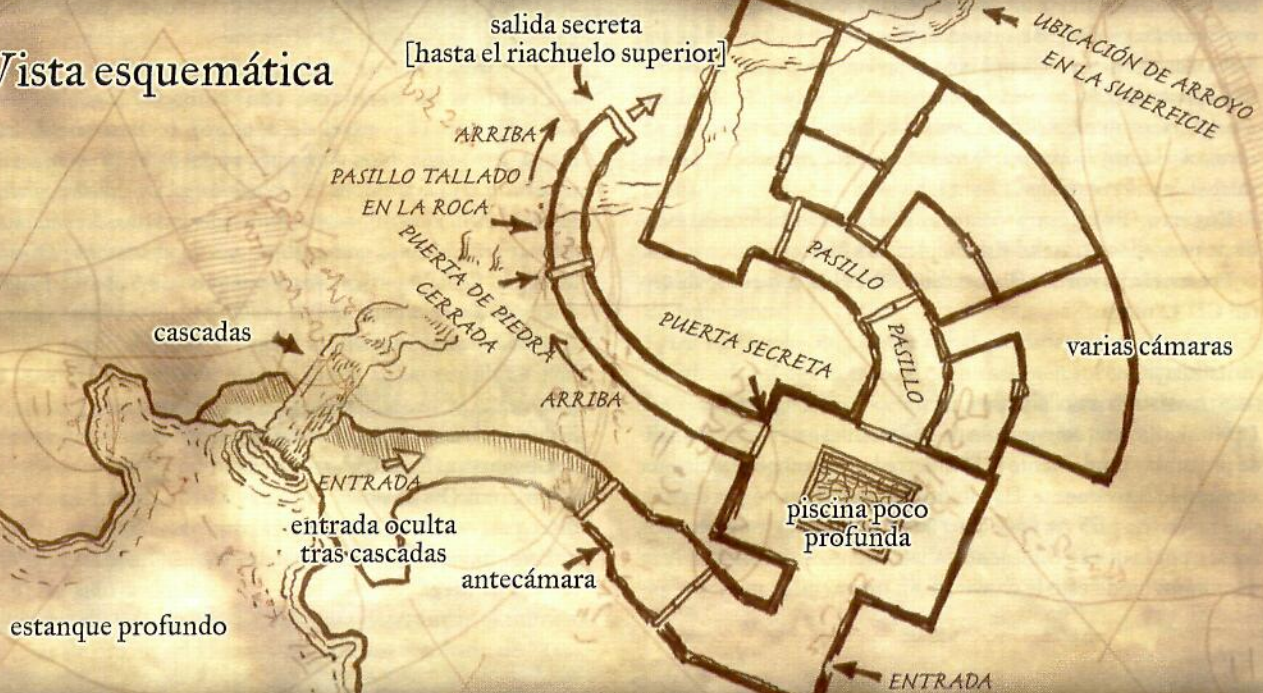 Vista esquemática
salida secreta
[hasta el riachuelo superior]
UBICACIÓN DE ARROYO
EN LA SUPERFICIE
ARRIBA
PASILLO TALLADO
EN LA ROCA
PUERTA DE PIEDRA
CERRADA
ARRIBA
PASILLO
PASILLO
PUERTA SECRETA
varias cámaras
cascadas
ENTRADA
entrada oculta
tras cascadas
antecámara
piscina poco
profunda
estanque profundo
ENTRADA